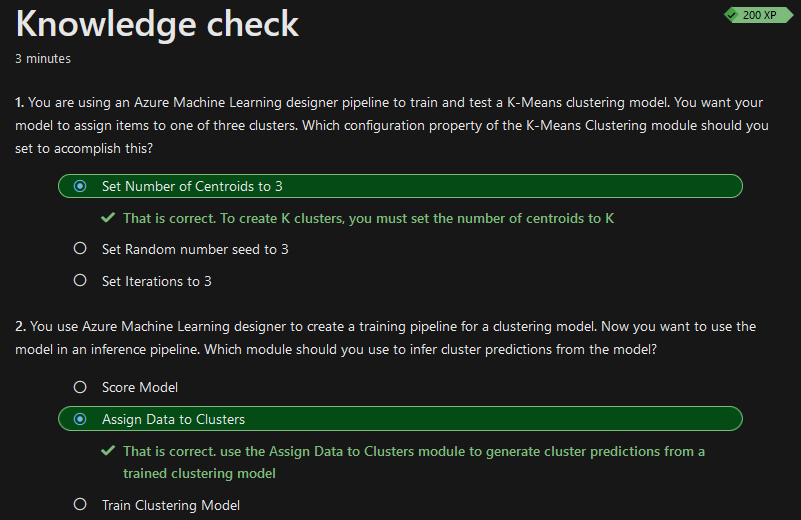 Knowledge check
200 XP
3 minutes
1. You are using an Azure Machine Learning designer pipeline to train and test a K-Means clustering model. You want your
model to assign items to one of three clusters. Which configuration property of the K-Means Clustering module should you
set to accomplish this?
Set Number of Centroids to 3
That is correct. To create K clusters, you must set the number of centroids to K
Set Random number seed to 3
Set Iterations to 3
2. You use Azure Machine Learning designer to create a training pipeline for a clustering model. Now you want to use the
model in an inference pipeline. Which module should you use to infer cluster predictions from the model?
Score Model
Assign Data to Clusters
That is correct. use the Assign Data to Clusters module to generate cluster predictions from a
trained clustering model
Train Clustering Model